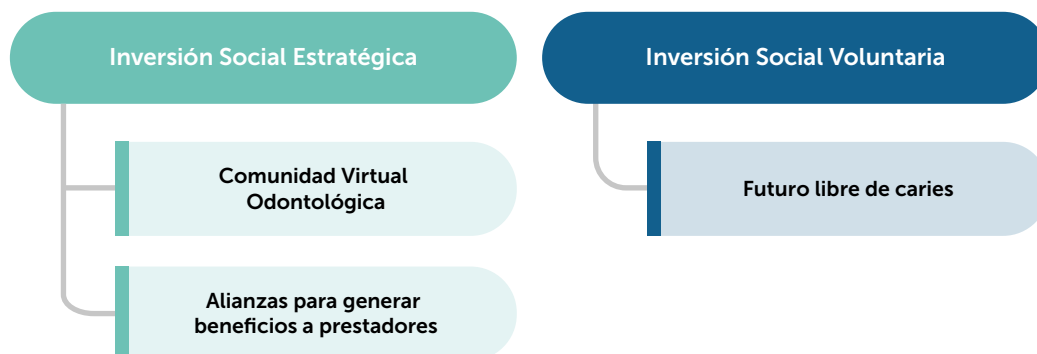 Inversión Social Estratégica
Comunidad Virtual
Odontológica
Alianzas para generar
beneficios a prestadores
Inversión Social Voluntaria
Futuro libre de caries